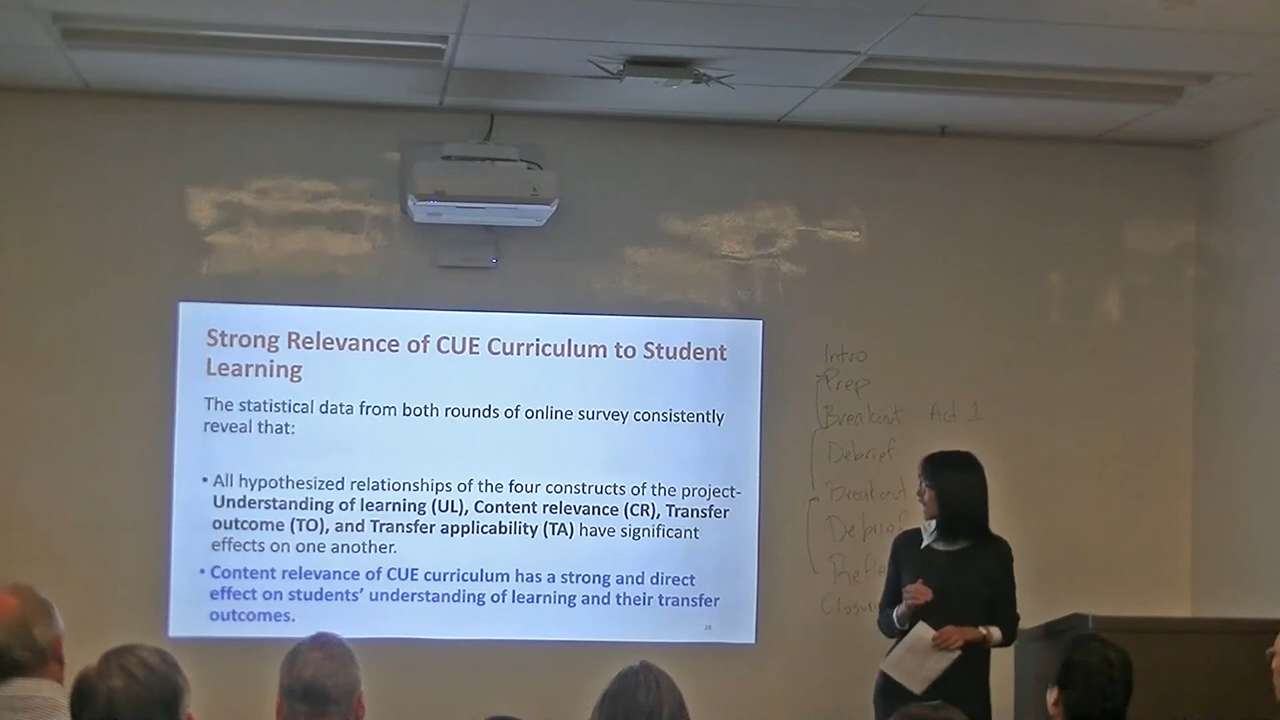 Strong Relevance of CUE Curriculum to Student
Learning
The statistical data from both rounds of online survey consistently
reveal that:
• All hypothesized relationships of the four constructs of the project-
Understanding of learning (UL), Content relevance (CR), Transfer
outcome (TO), and Transfer applicability (TA) have significant
effects on one another.
• Content relevance of CUE curriculum has a strong and direct
effect on students' understanding of learning and their transfer
outcomes.
Intro
Prep
Breakout - Act 1
Debrief
Breakout
Debrief